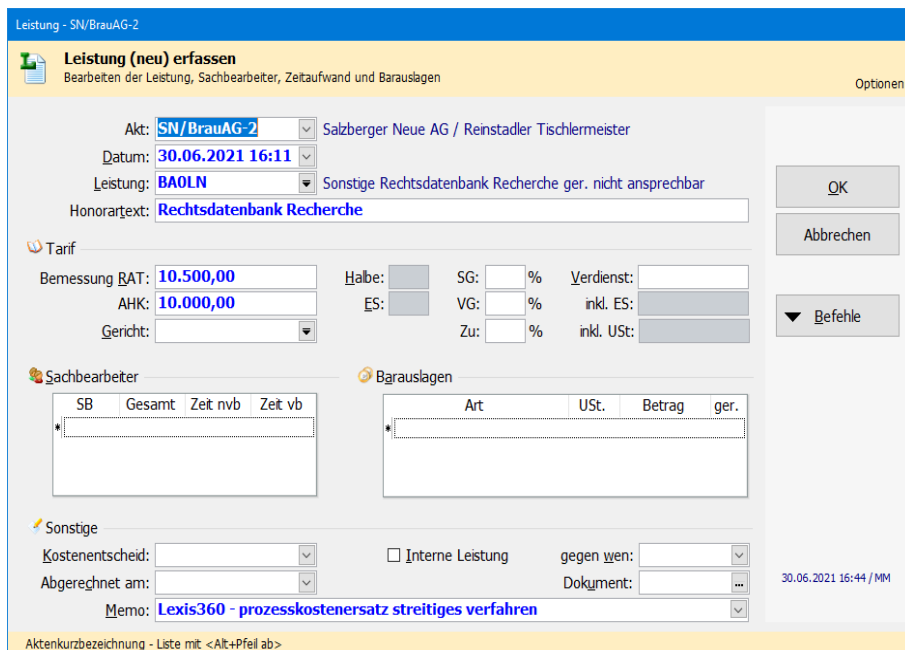 Leistung - SN/BrauAG-2
Leistung (neu) erfassen
Bearbeiten der Leistung, Sachbearbeiter, Zeitaufwand und Barauslagen
Optionen
Akt: SN/BrauAG-2 Salzberger Neue AG / Reinstadler Tischlermeister
Datum: 30.06.2021 16:11
Leistung: BA0LN Sonstige Rechtsdatenbank Recherche ger. nicht ansprechbar
Honorartext: Rechtsdatenbank Recherche
OK
Abbrechen
Befehle
Tarif
Bemessung RAT: 10.500,00 Halbe: SG: % Verdienst:
AHK: 10.000,00 ES: VG: % inkl. ES:
Gericht: Zu: % inkl. USt:
Sachbearbeiter Barauslagen
SB Gesamt Zeit nvb Zeit vb Art USt. Betrag ger.
* *
Sonstige
Kostenentscheid: Interne Leistung gegen wen:
Abgerechnet am: Dokument: ...
30.06.2021 16:44 / MM
Memo: Lexis360 - prozesskostenersatz streitiges verfahren
Aktenkurzbezeichnung - Liste mit <Alt+Pfeil ab>